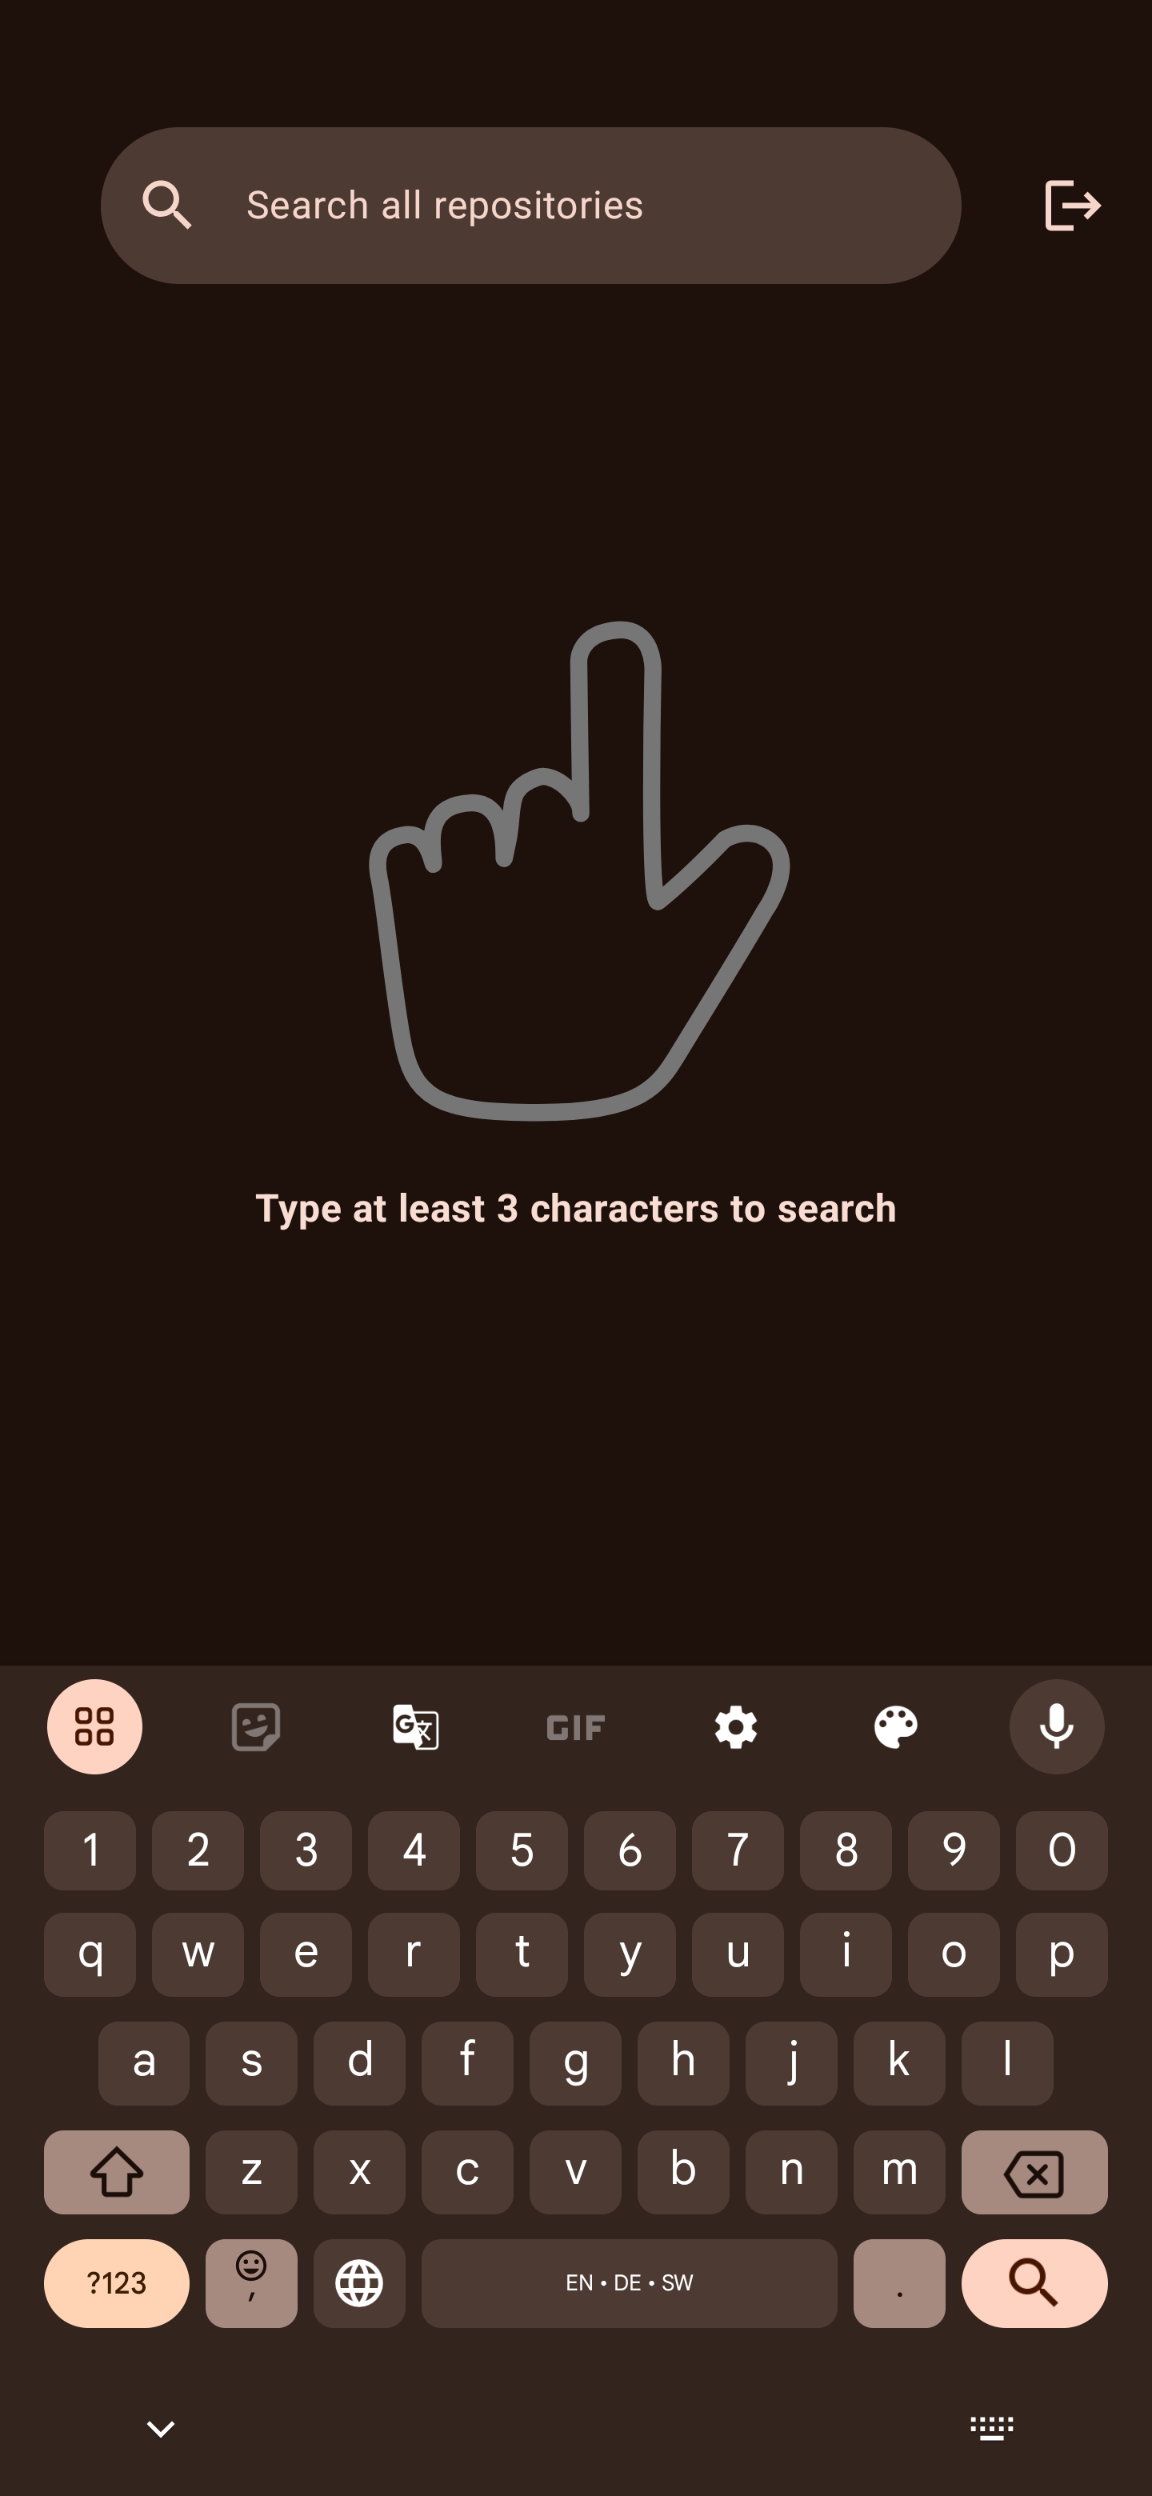 Search all repositories
Type at least 3 characters to search
GIF
1 2 3 4 5 6 7 8 9 0
q w e r t y u i o p
a s d f g h j k l
z x c v b n m
?123 , EN • DE • SW .